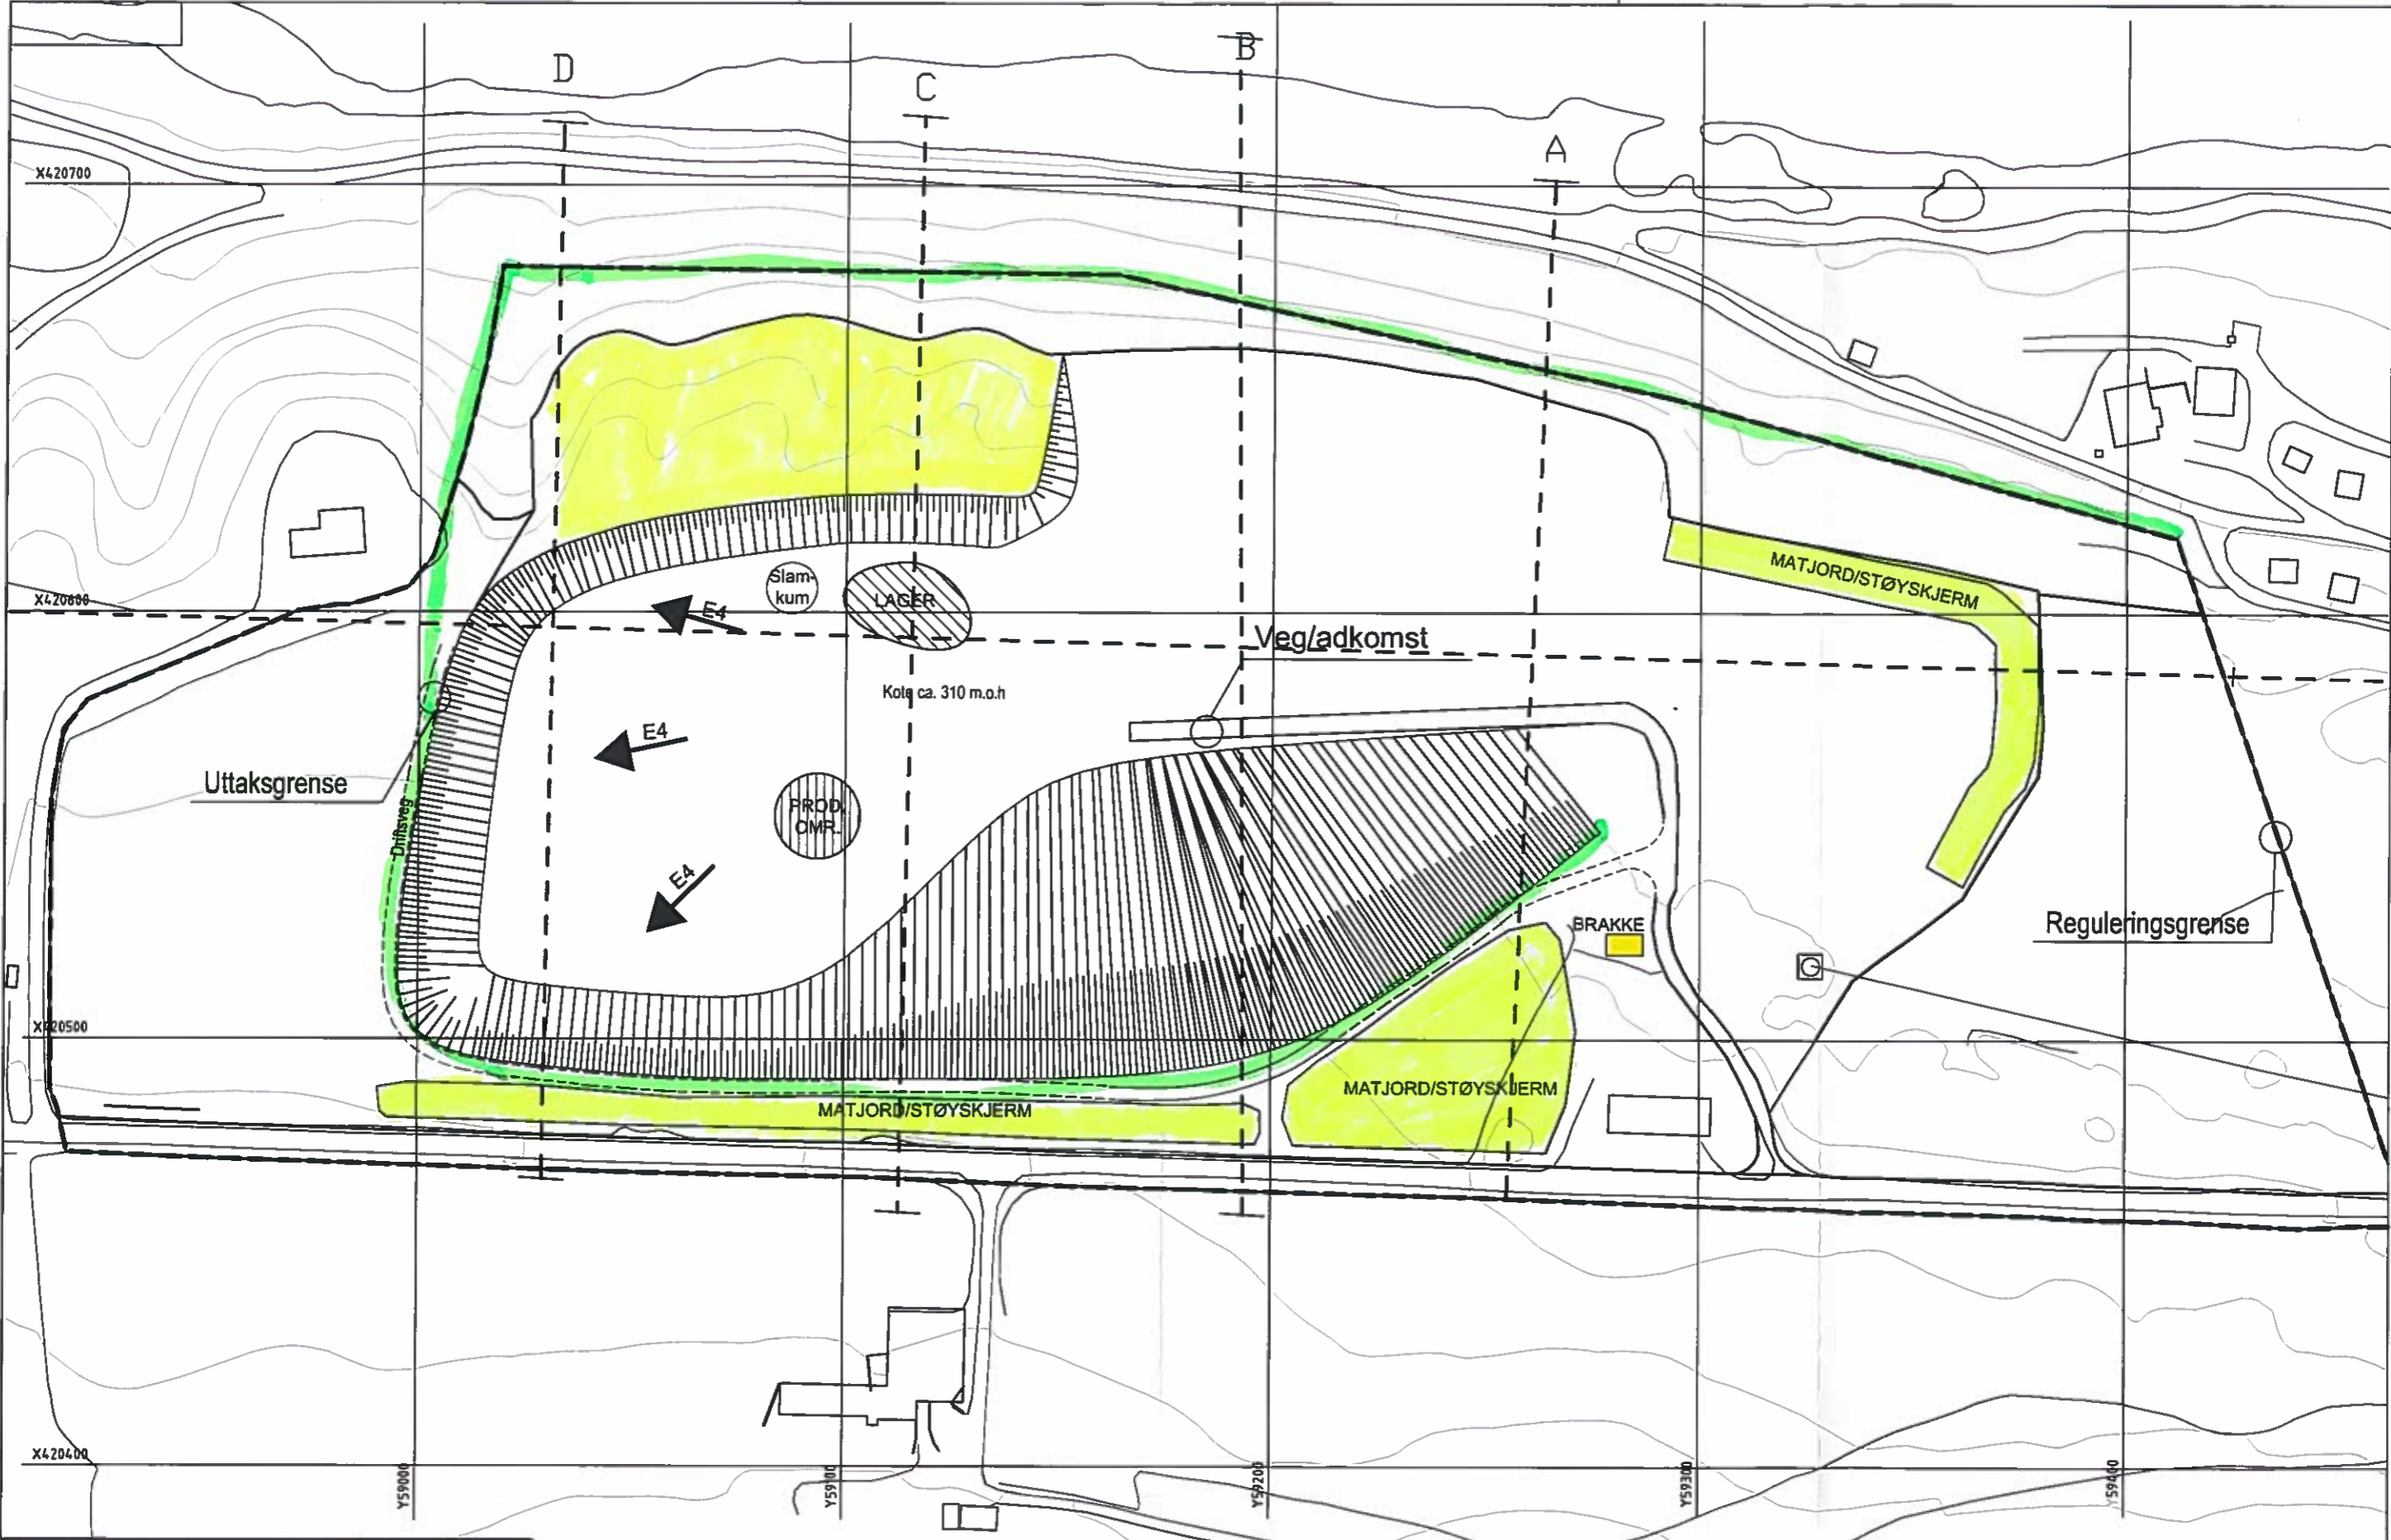 B
D
C
A
X420700
MATJORD/STØYSKJERM
Slam-
kum
LAGER
E4
X420600
Veg/adkomst
Kote ca. 310 m.o.h
E4
Uttaksgrense
PROD.
OMR.
Driftsveg
E4
BRAKKE
Reguleringsgrense
X420500
MATJORD/STØYSKJERM
MATJORD/STØYSKJERM
X420400
Y59000
Y59100
Y59200
Y59300
Y59400